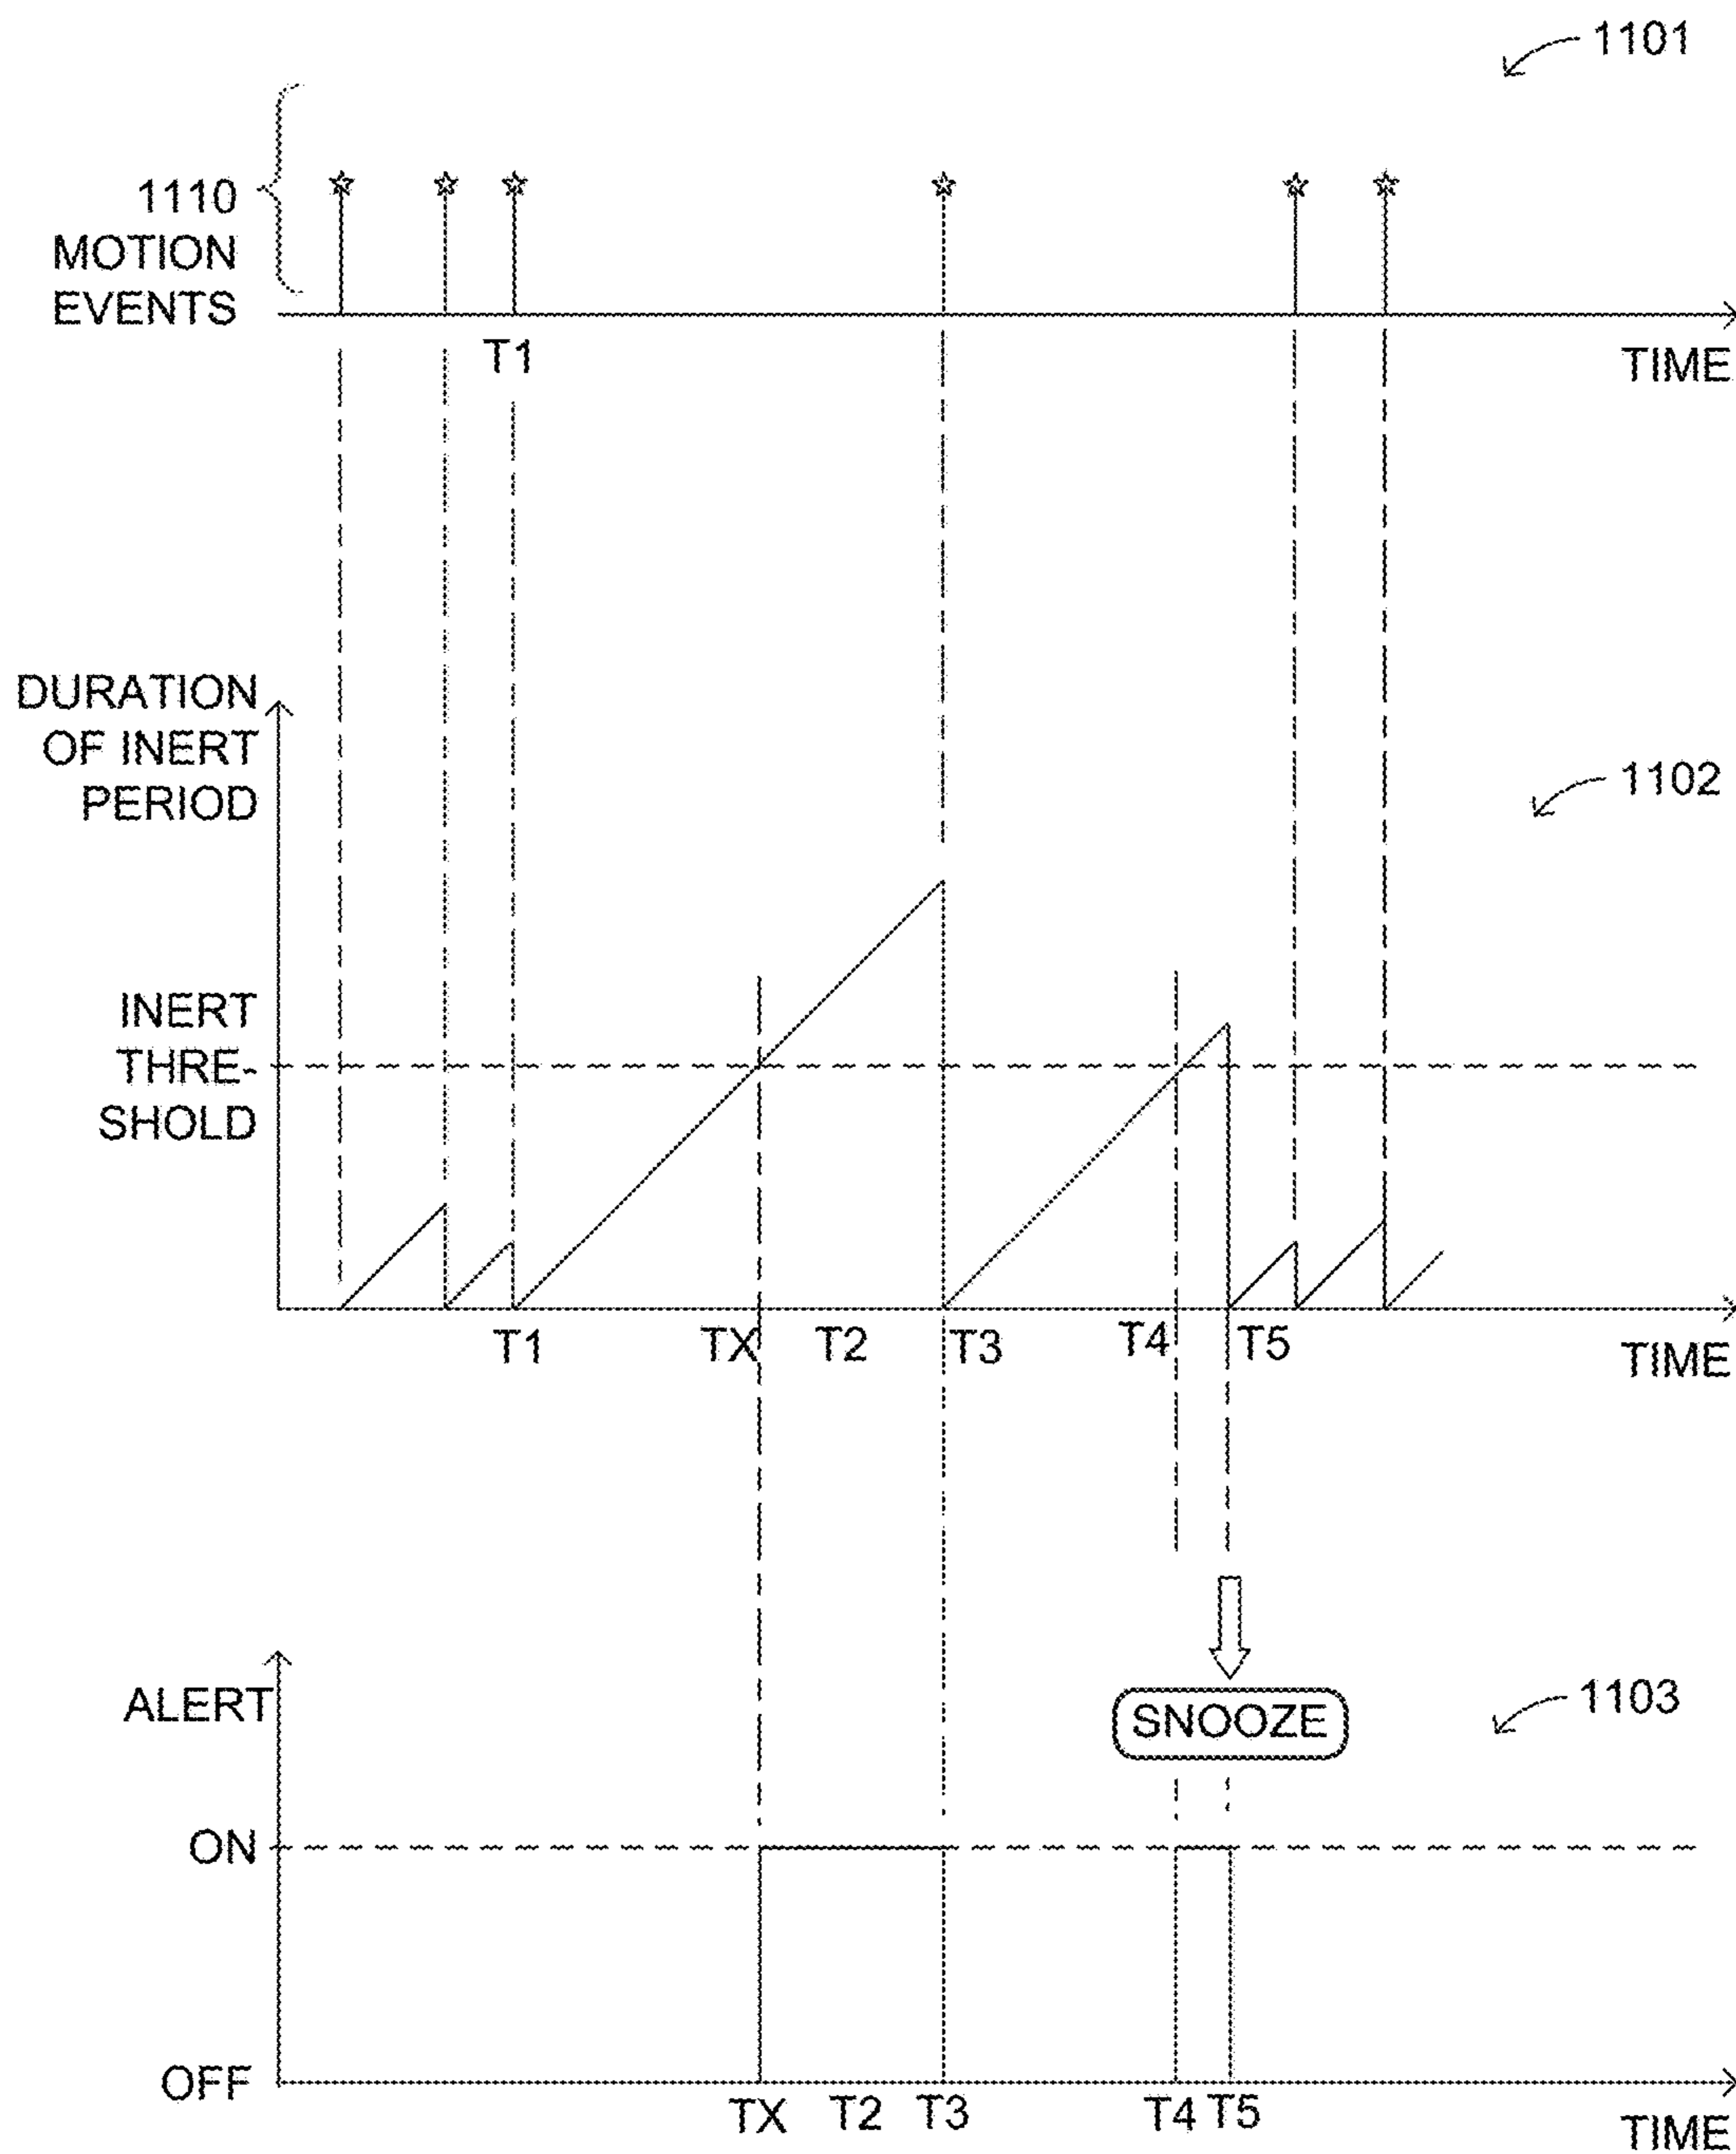 1101
1110
MOTION
EVENTS
T1
TIME
DURATION
OF INERT
PERIOD
1102
INERT
THRE-
SHOLD
T1 TX T2 T3 T4 T5
TIME
SNOOZE
1103
ALERT
ON
OFF
TX T2 T3 T4 T5
TIME